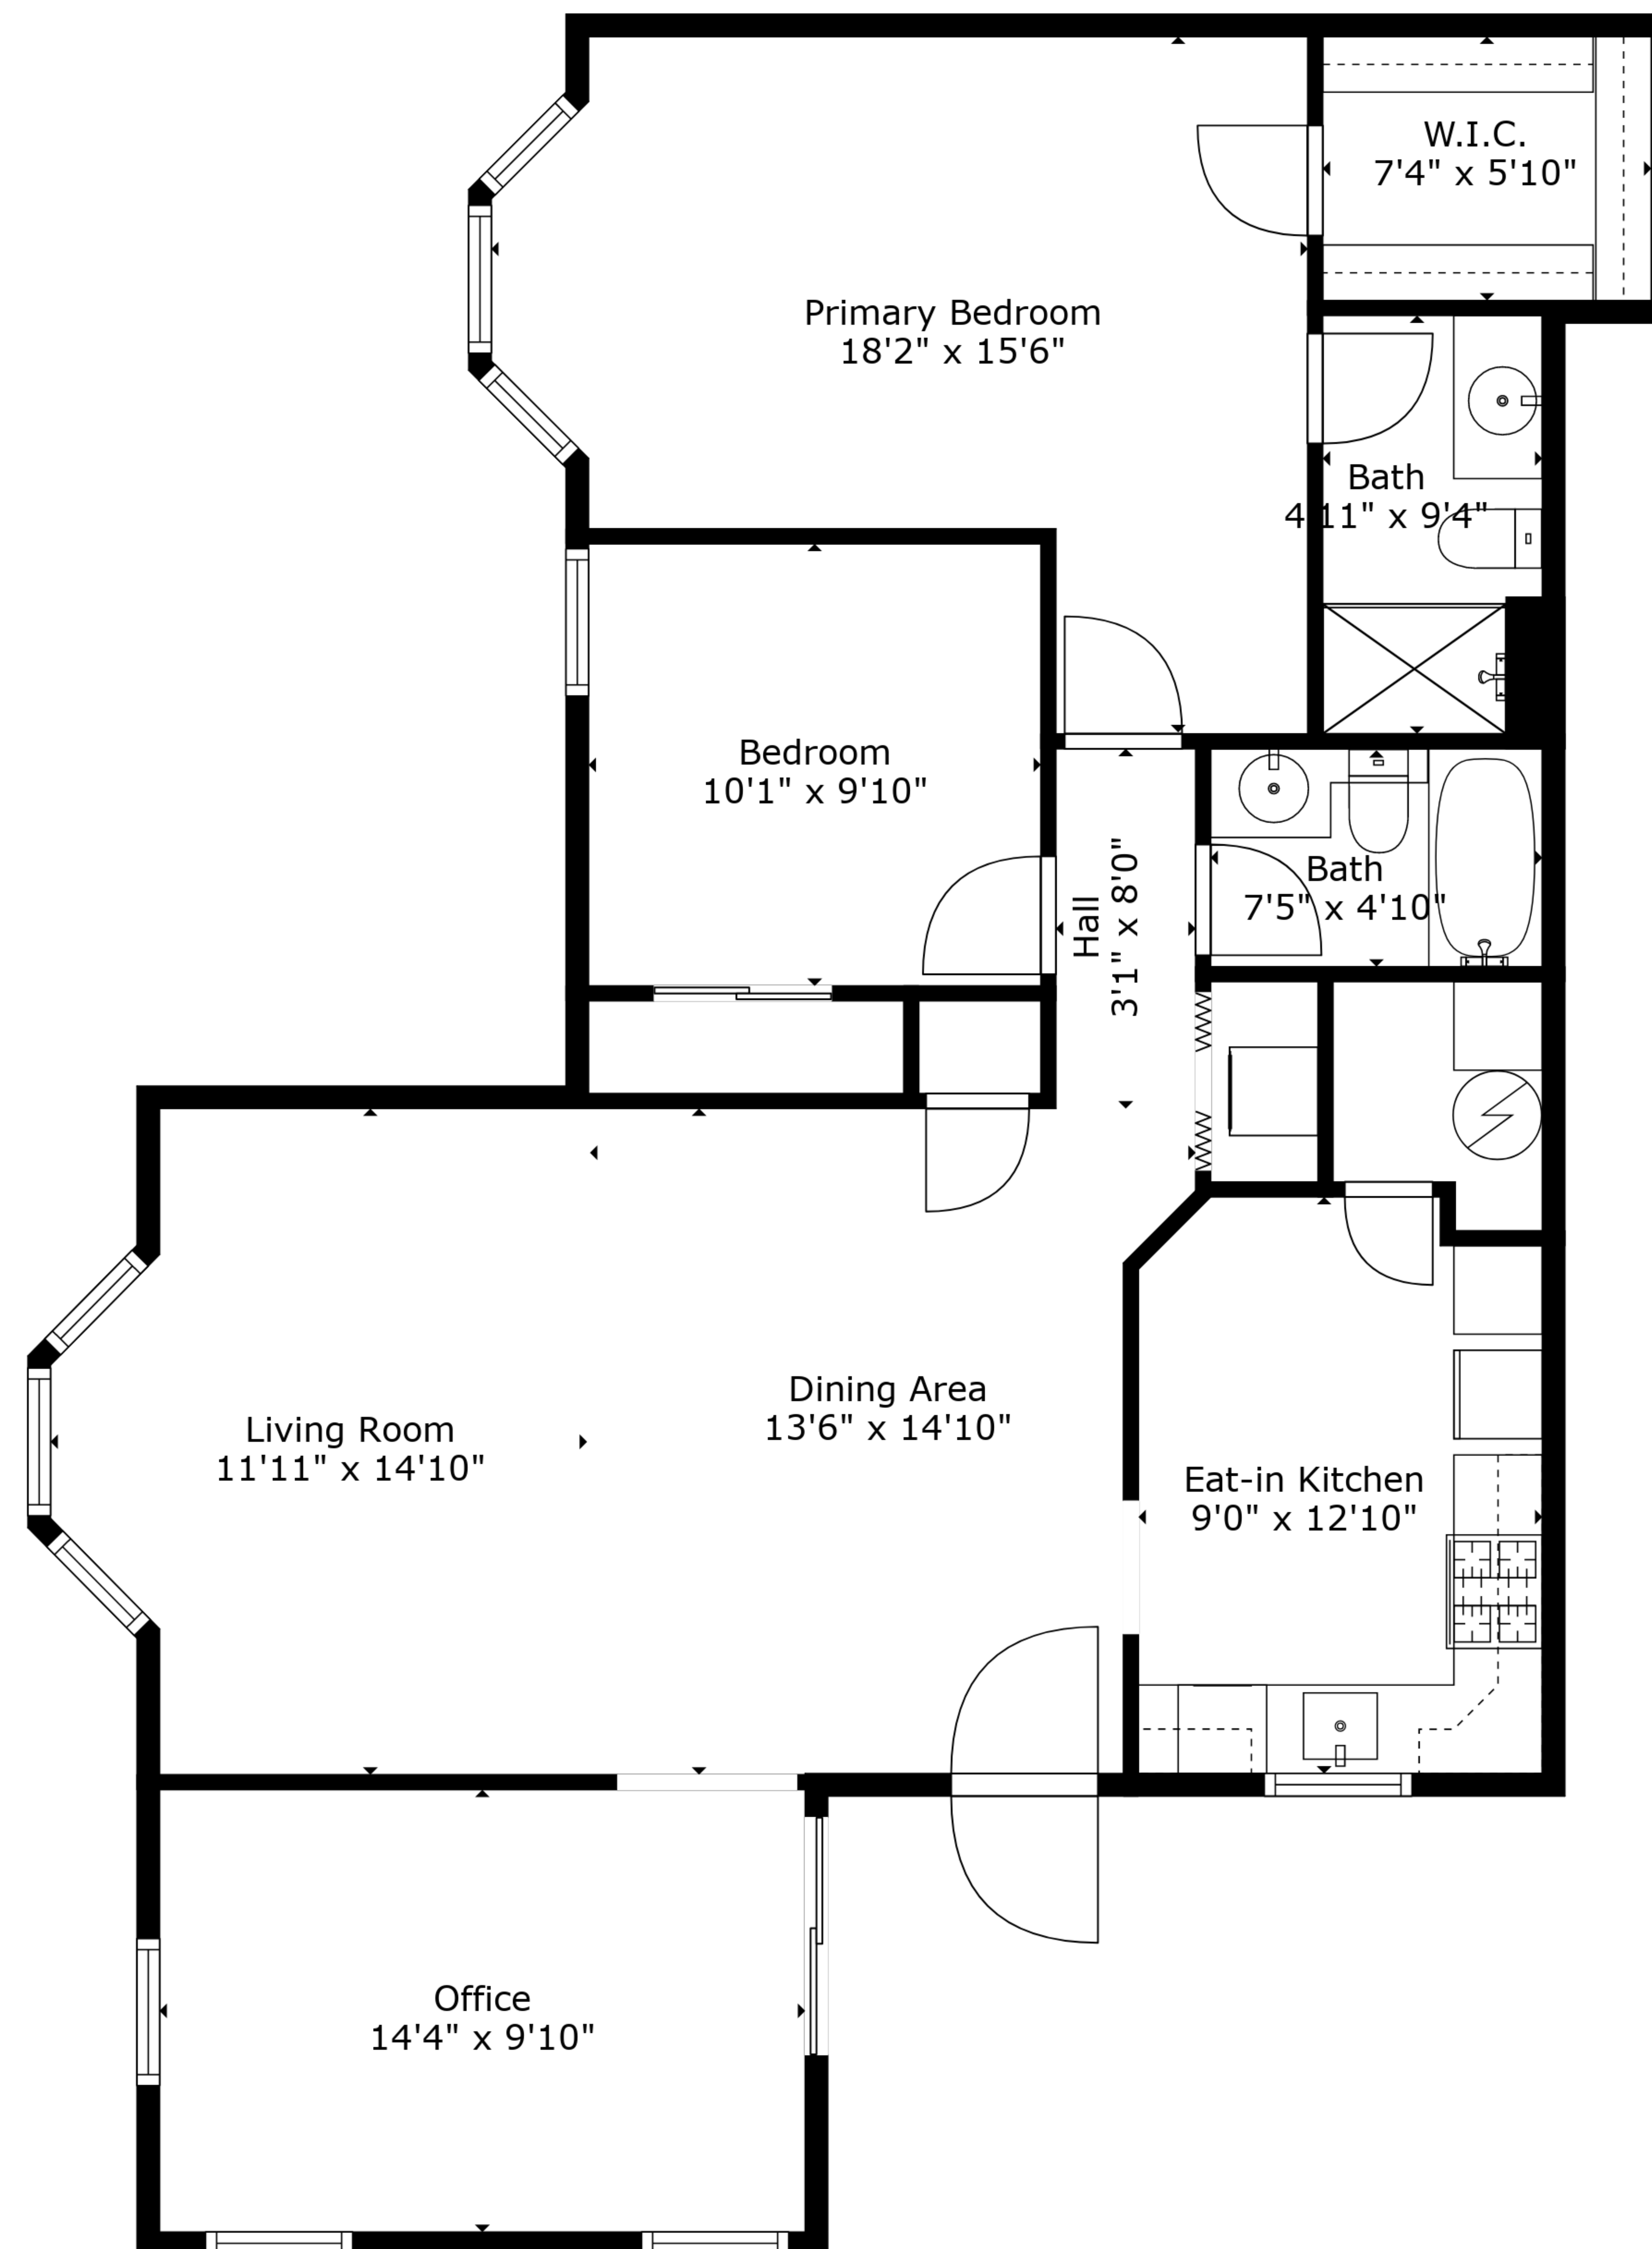 W.I.C.
7'4" x 5'10"
Primary Bedroom
18'2" x 15'6"
Bath
4'11" x 9'4"
Bedroom
10'1" x 9'10"
Hall
3'1" x 8'0"
Bath
7'5" x 4'10"
Dining Area
13'6" x 14'10"
Living Room
11'11" x 14'10"
Eat-in Kitchen
9'0" x 12'10"
Office
14'4" x 9'10"